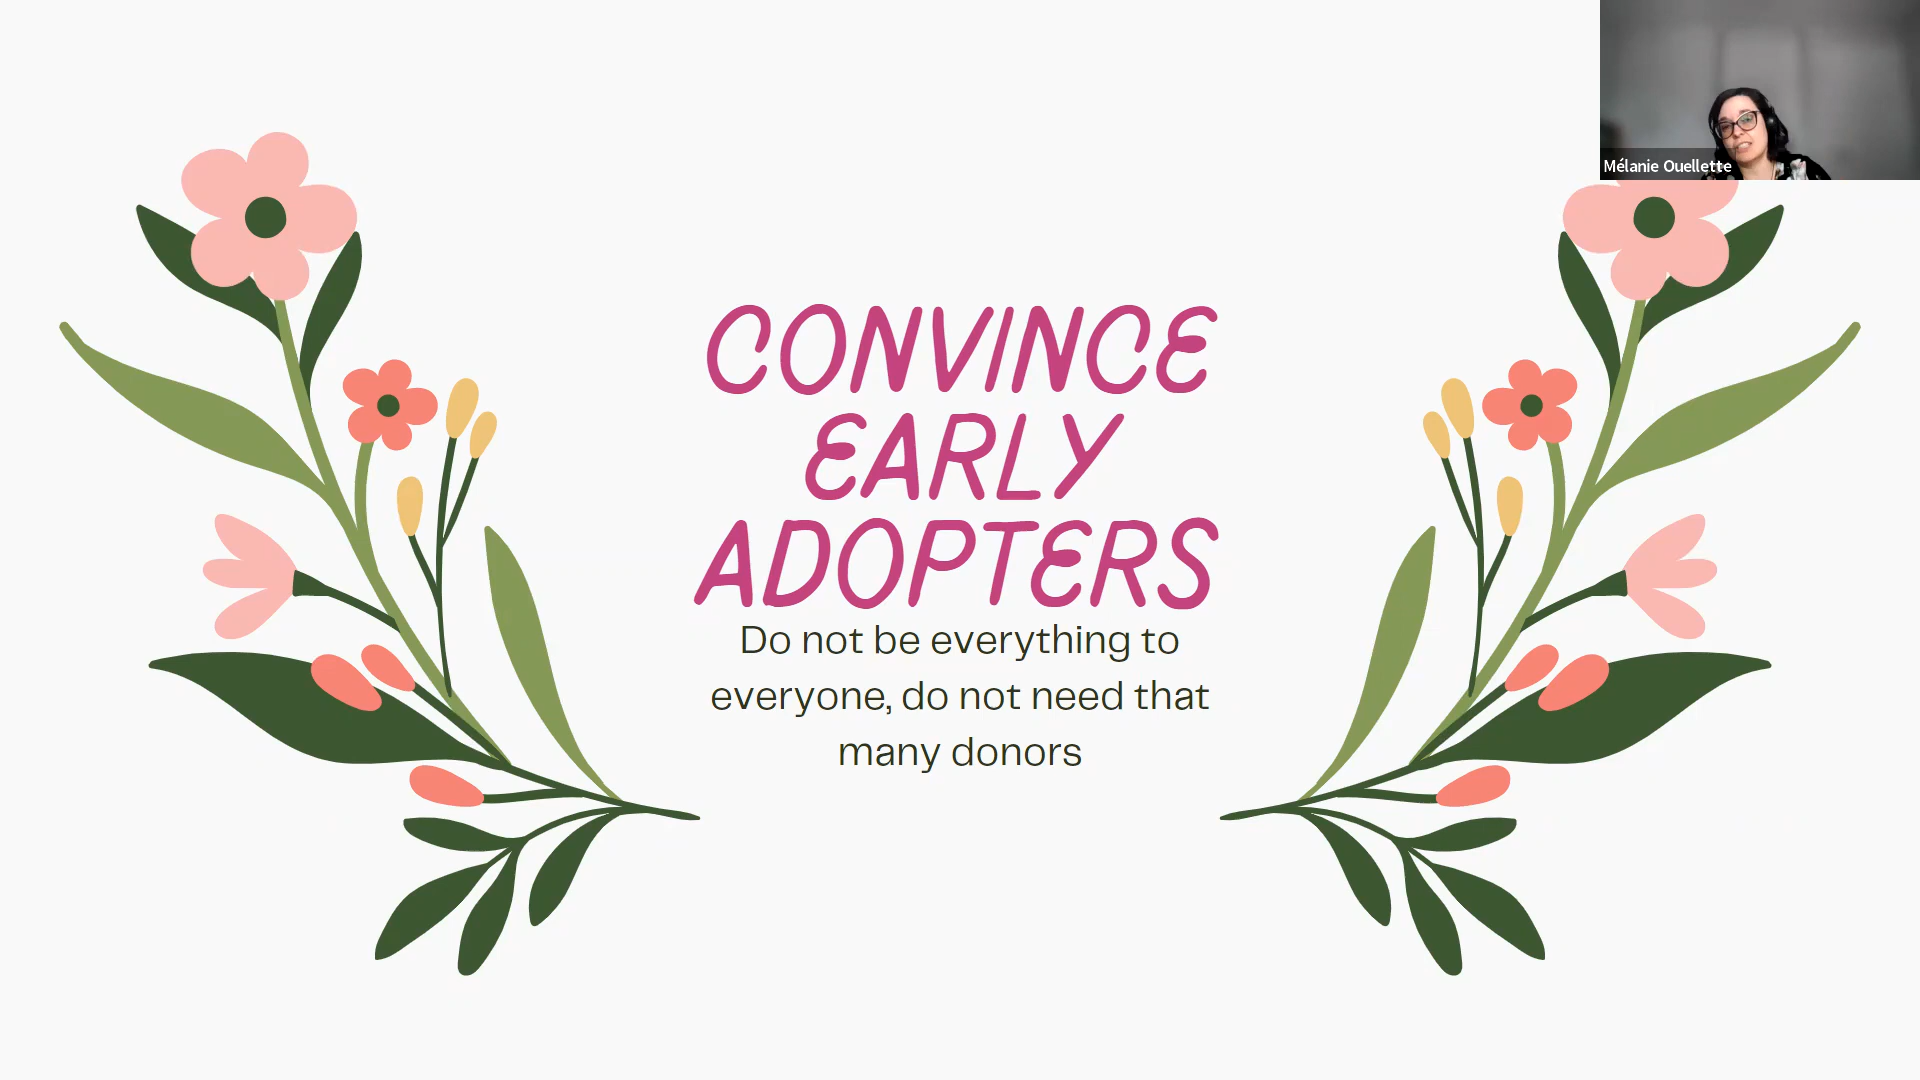 Mélanie Ouellette
CONVINCE
EARLY
ADOPTERS
Do not be everything to
everyone, do not need that
many donors